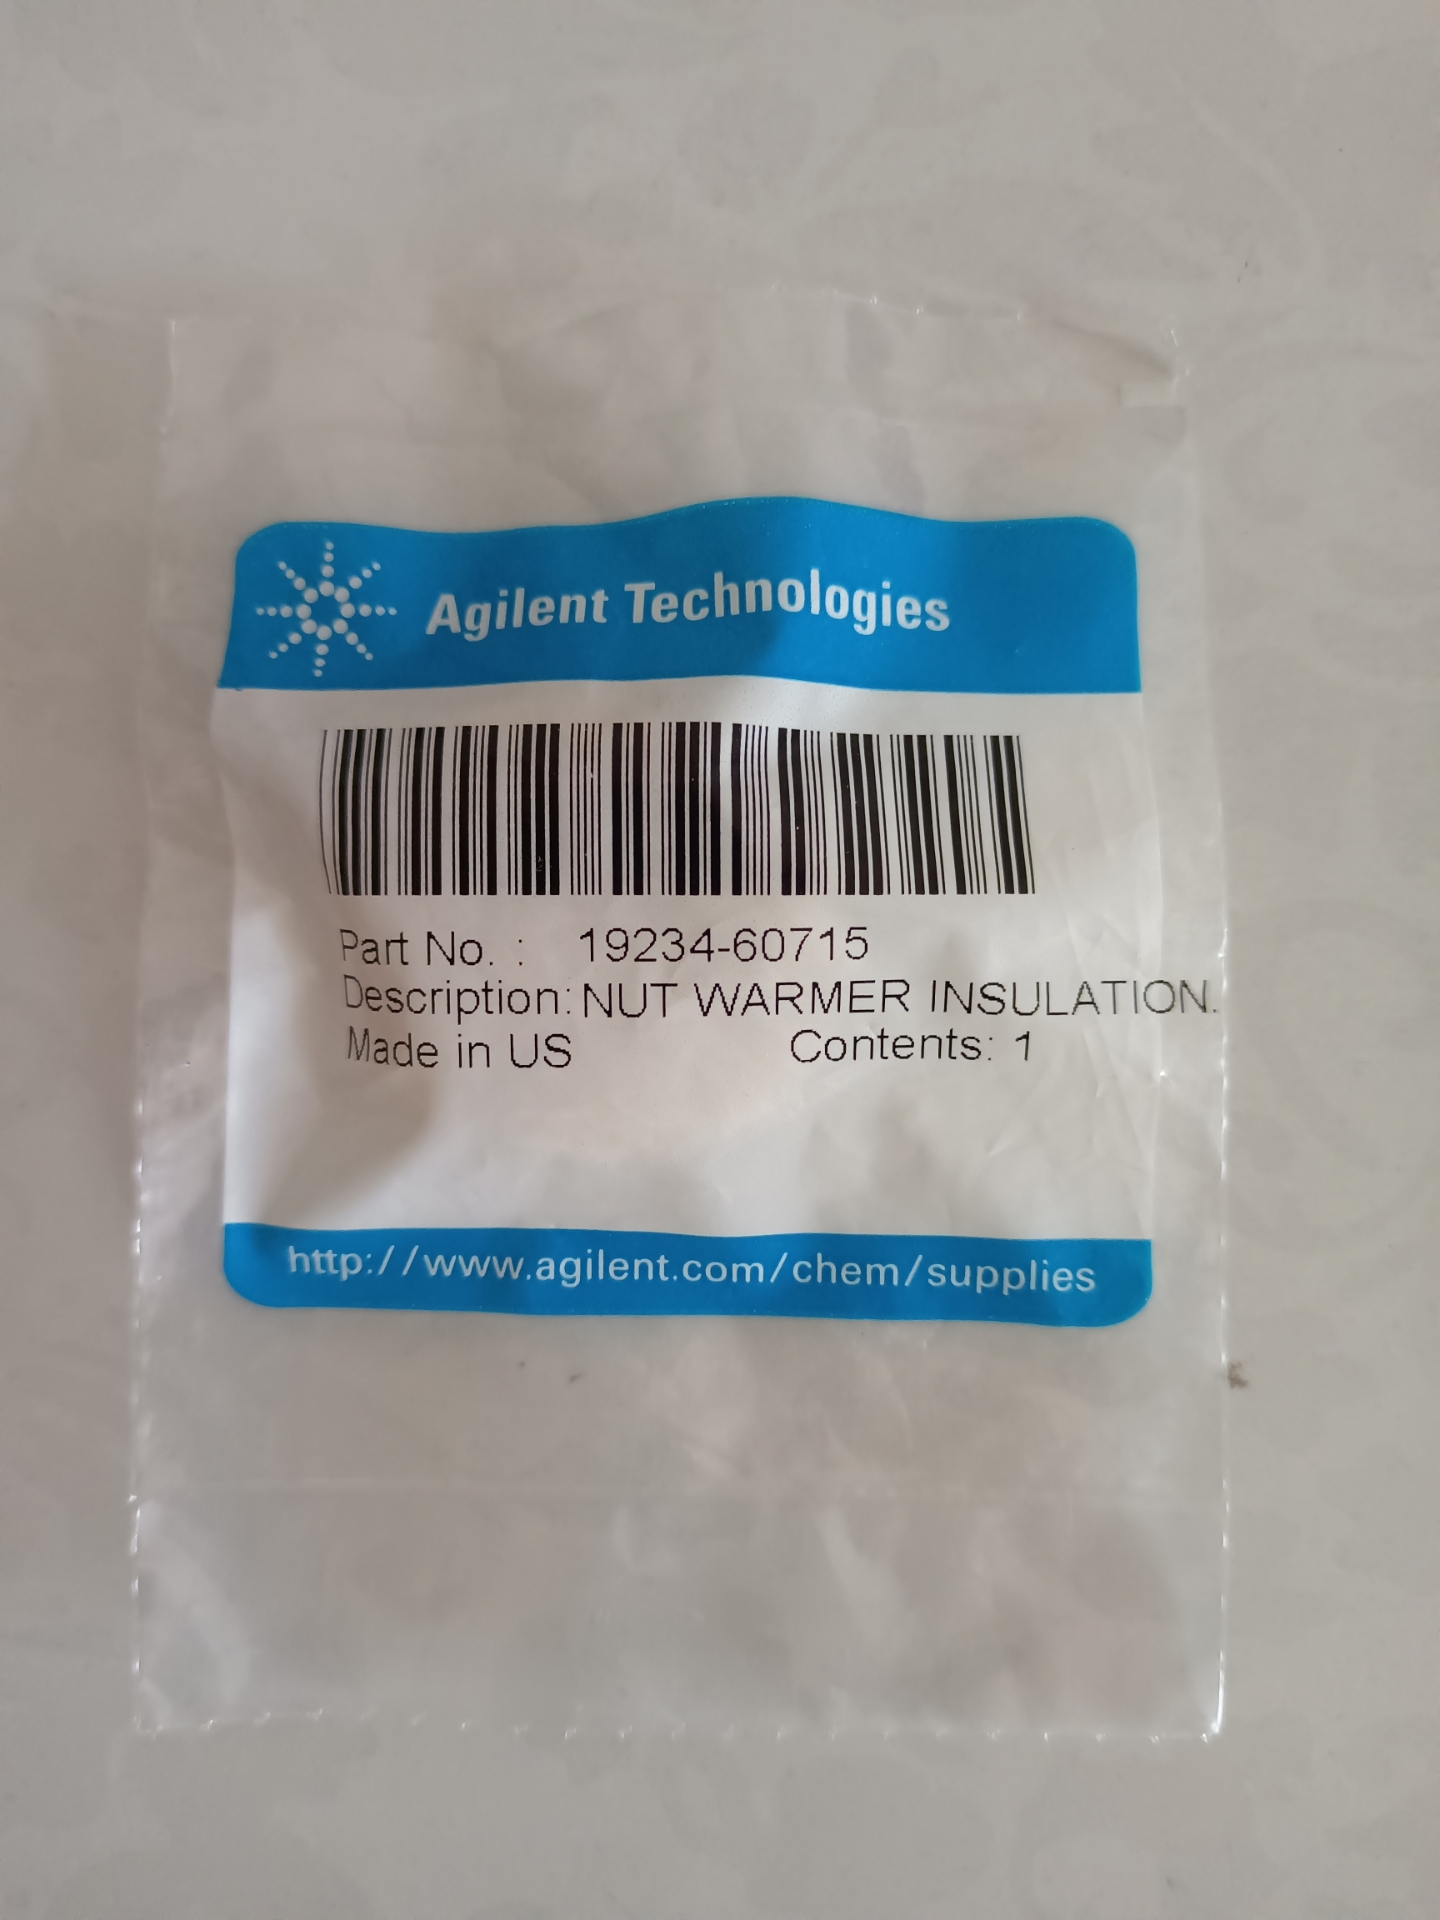 Agilent Technologies
Part No. : 19234-60715
Description: NUT WARMER INSULATION.
Made in US Contents: 1
http://www.agilent.com/chem/supplies